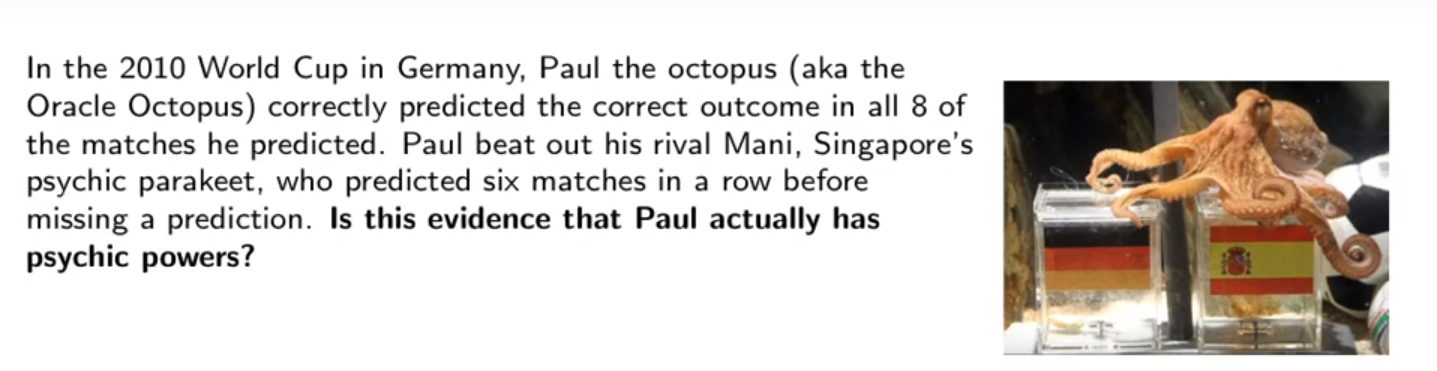 In the 2010 World Cup in Germany, Paul the octopus (aka the
Oracle Octopus) correctly predicted the correct outcome in all 8 of
the matches he predicted. Paul beat out his rival Mani, Singapore's
psychic parakeet, who predicted six matches in a row before
missing a prediction. Is this evidence that Paul actually has
psychic powers?